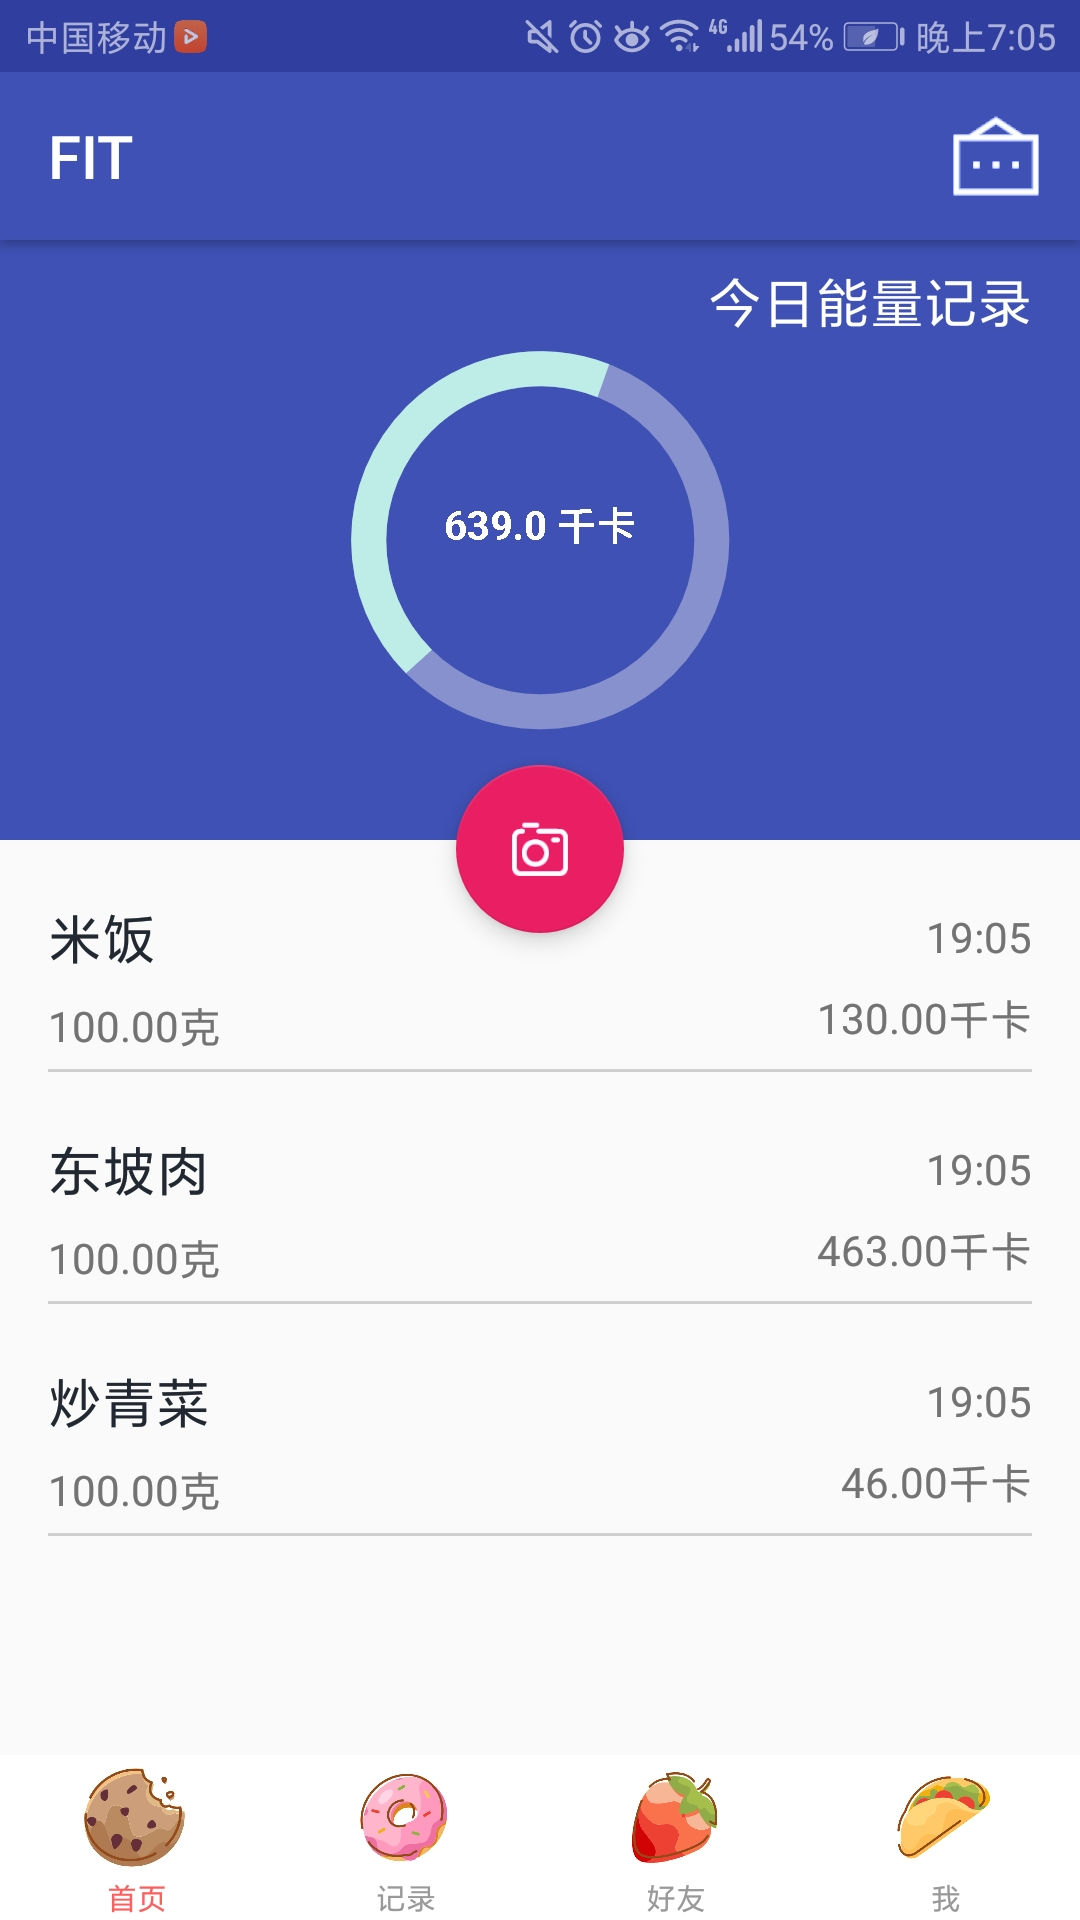 中国移动 4G 54% 晚上7:05
FIT
今日能量记录
639.0 千卡
米饭 19:05
100.00克 130.00千卡
东坡肉 19:05
100.00克 463.00千卡
炒青菜 19:05
100.00克 46.00千卡
首页 记录 好友 我